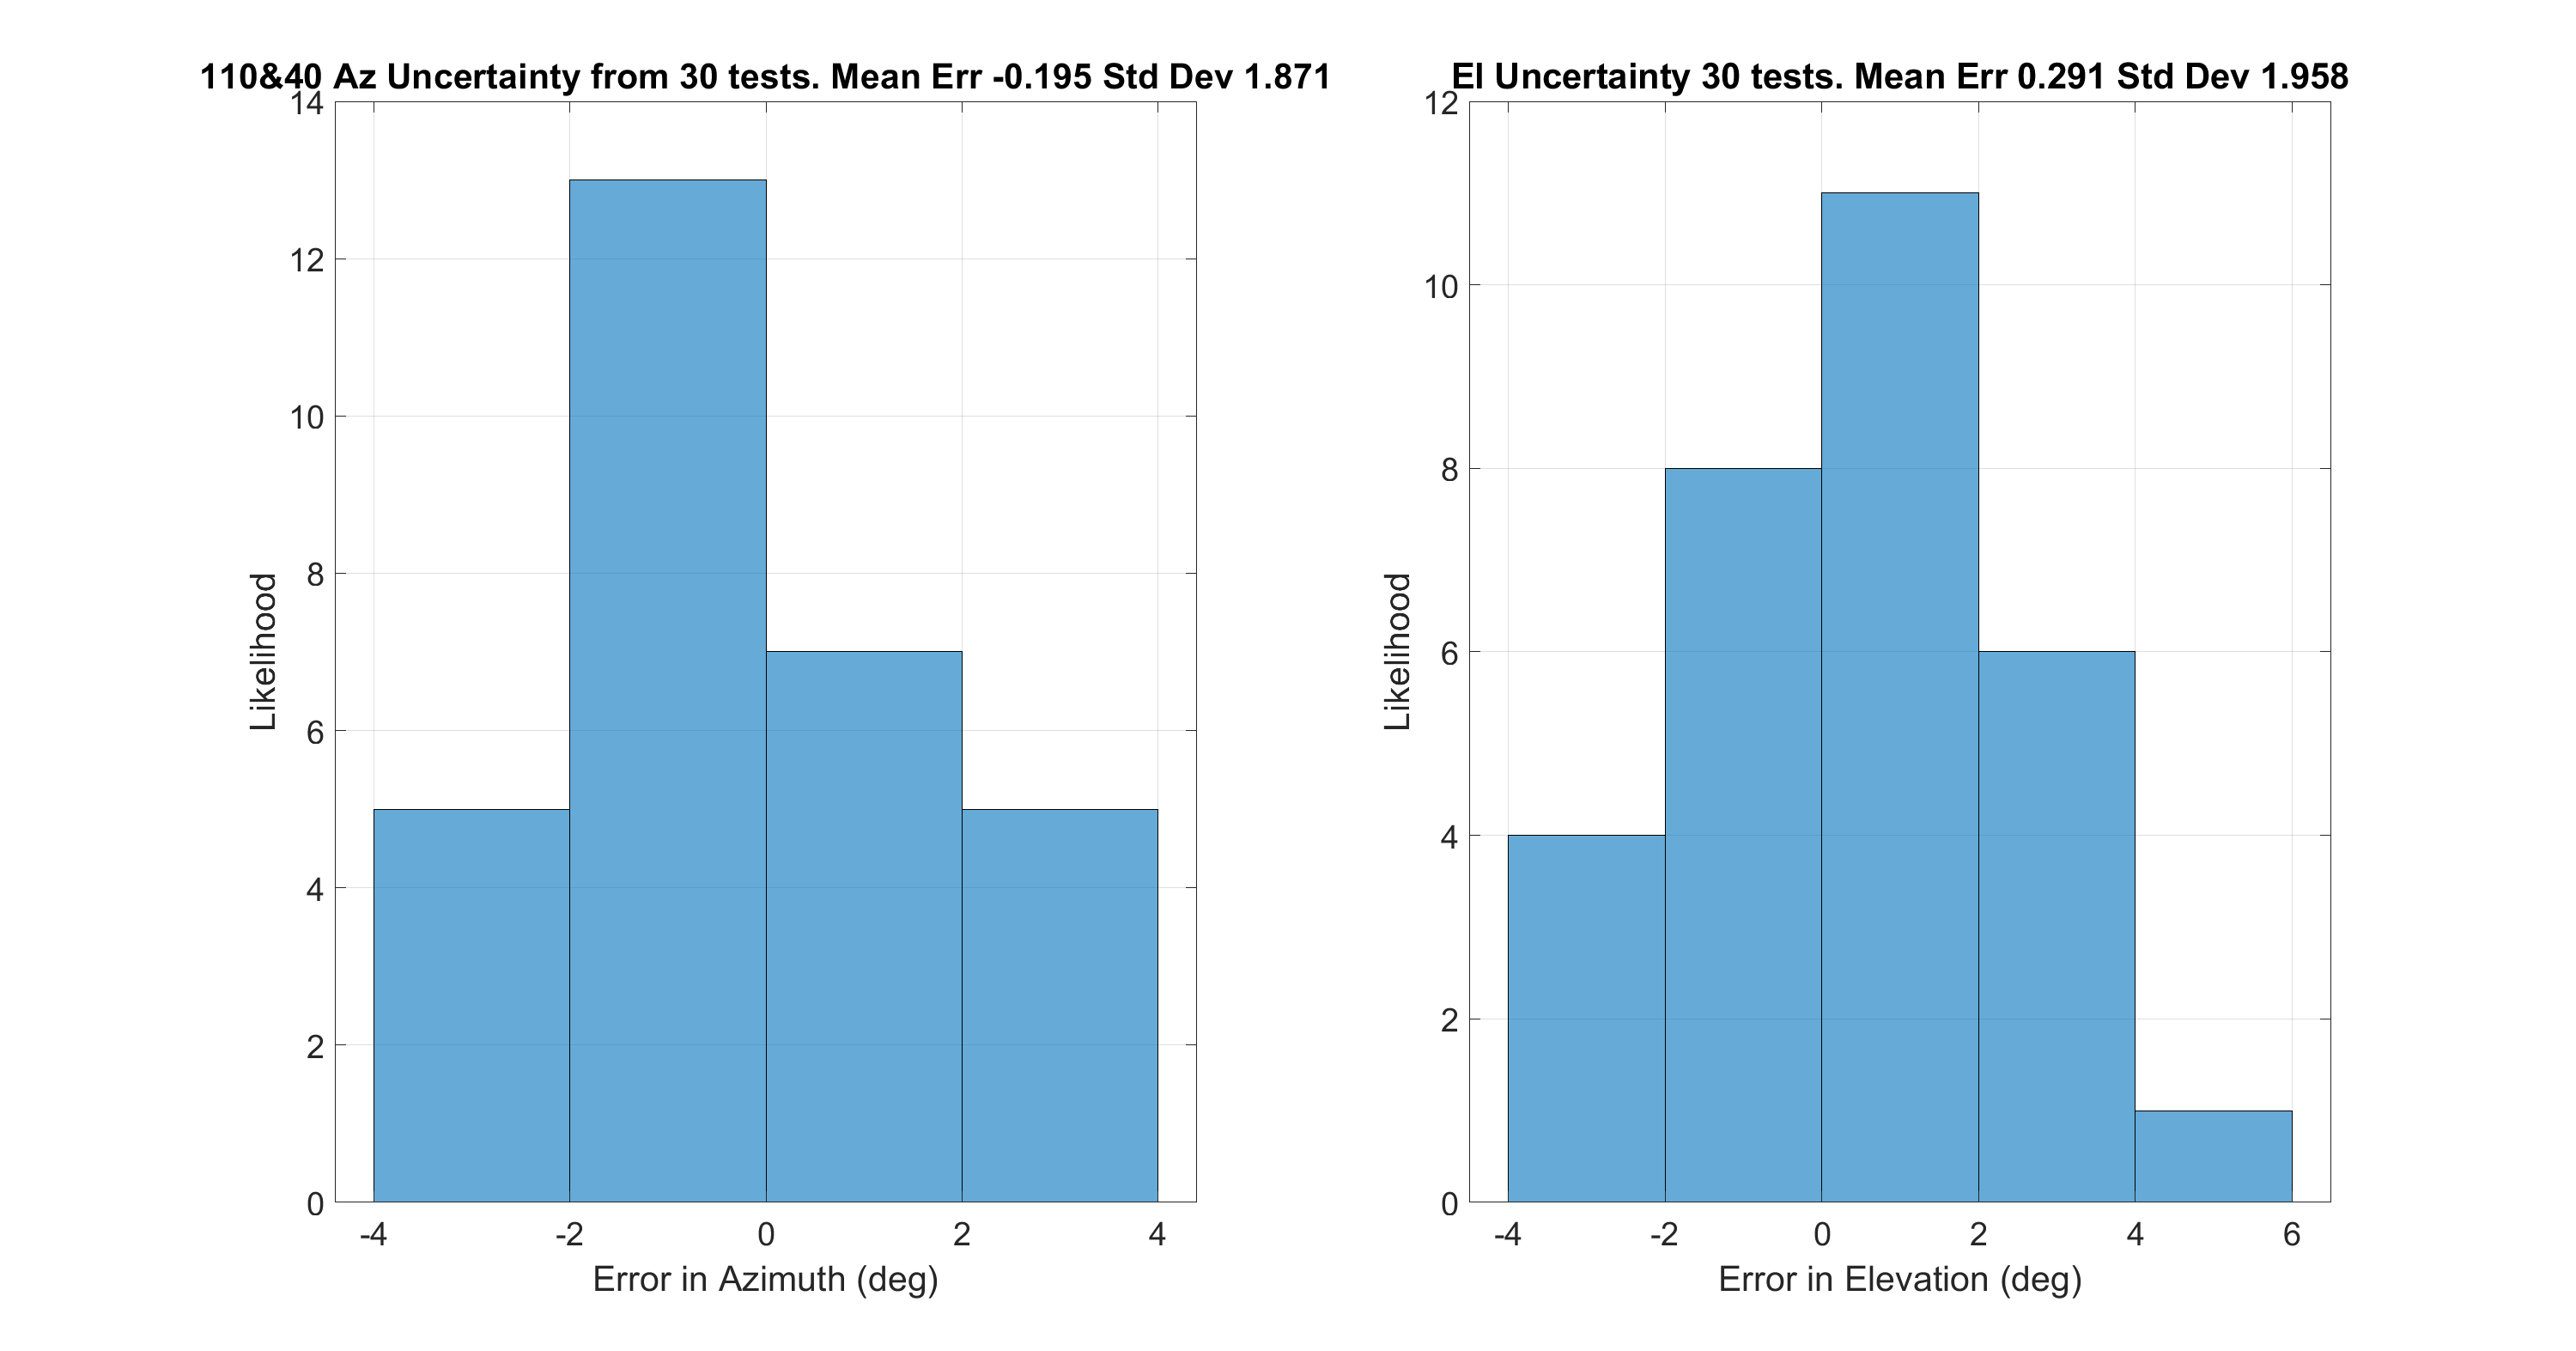 110&40 Az Uncertainty from 30 tests. Mean Err -0.195 Std Dev 1.871
14
12
10
8
6
4
2
0
Likelihood
-4 -2 0 2 4
Error in Azimuth (deg)
El Uncertainty 30 tests. Mean Err 0.291 Std Dev 1.958
12
10
8
6
4
2
0
Likelihood
-4 -2 0 2 4 6
Error in Elevation (deg)